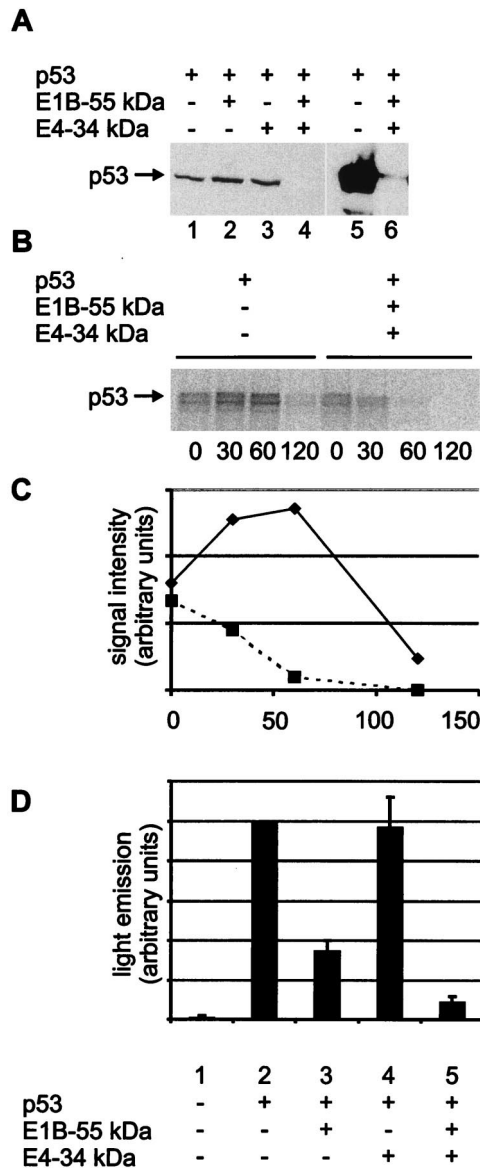 A
p53 + + + + + +
E1B-55 kDa - + - + - +
E4-34 kDa - - + + - +
p53
1 2 3 4 5 6
B
p53 + +
E1B-55 kDa - +
E4-34 kDa - +
p53
0 30 60 120 0 30 60 120
C
signal intensity
(arbitrary units)
0 50 100 150
D
light emission
(arbitrary units)
1 2 3 4 5
p53 - + + + +
E1B-55 kDa - - + - +
E4-34 kDa - - - + +